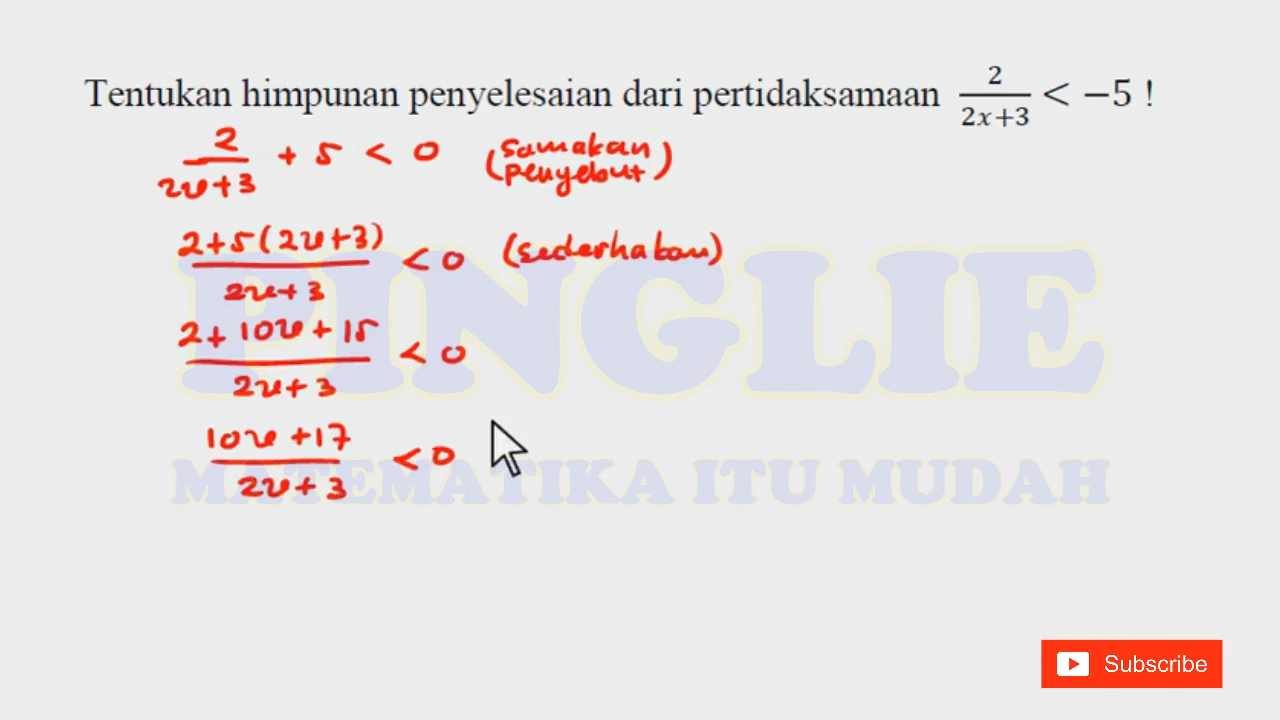 Tentukan himpunan penyelesaian dari pertidaksamaan 2/(2x+3) < −5 !
2/(2x+3) + 5 < 0 (samakan penyebut)
(2+5(2x+3))/(2x+3) < 0 (sederhakan)
(2+10x+15)/(2x+3) < 0
(10x+17)/(2x+3) < 0
PINGLIE
MATEMATIKA ITU MUDAH
Subscribe